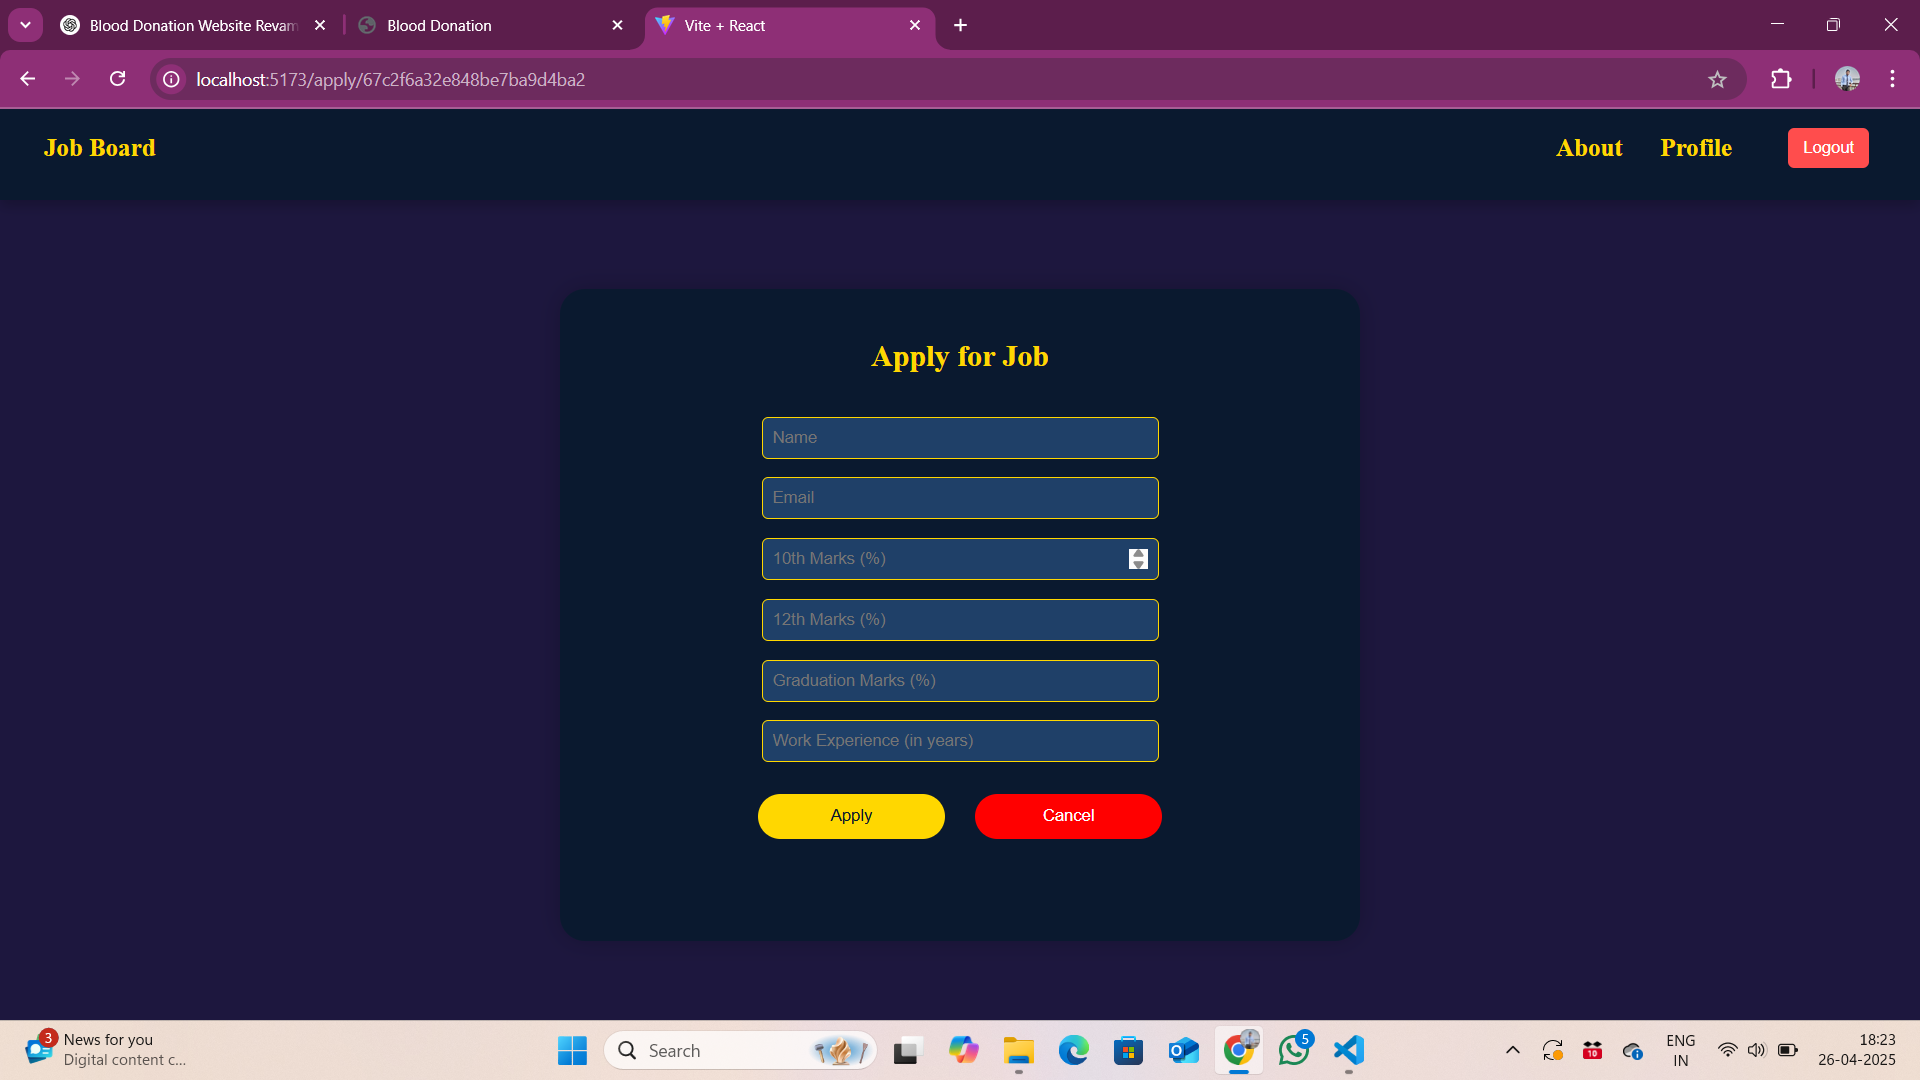 Blood Donation Website Revam
Blood Donation
Vite + React
localhost:5173/apply/67c2f6a32e848be7ba9d4ba2
Job Board
About
Profile
Logout
Apply for Job
Name
Email
10th Marks (%)
12th Marks (%)
Graduation Marks (%)
Work Experience (in years)
Apply
Cancel
3
News for you
Digital content c...
Search
5
10
ENG
IN
18:23
26-04-2025